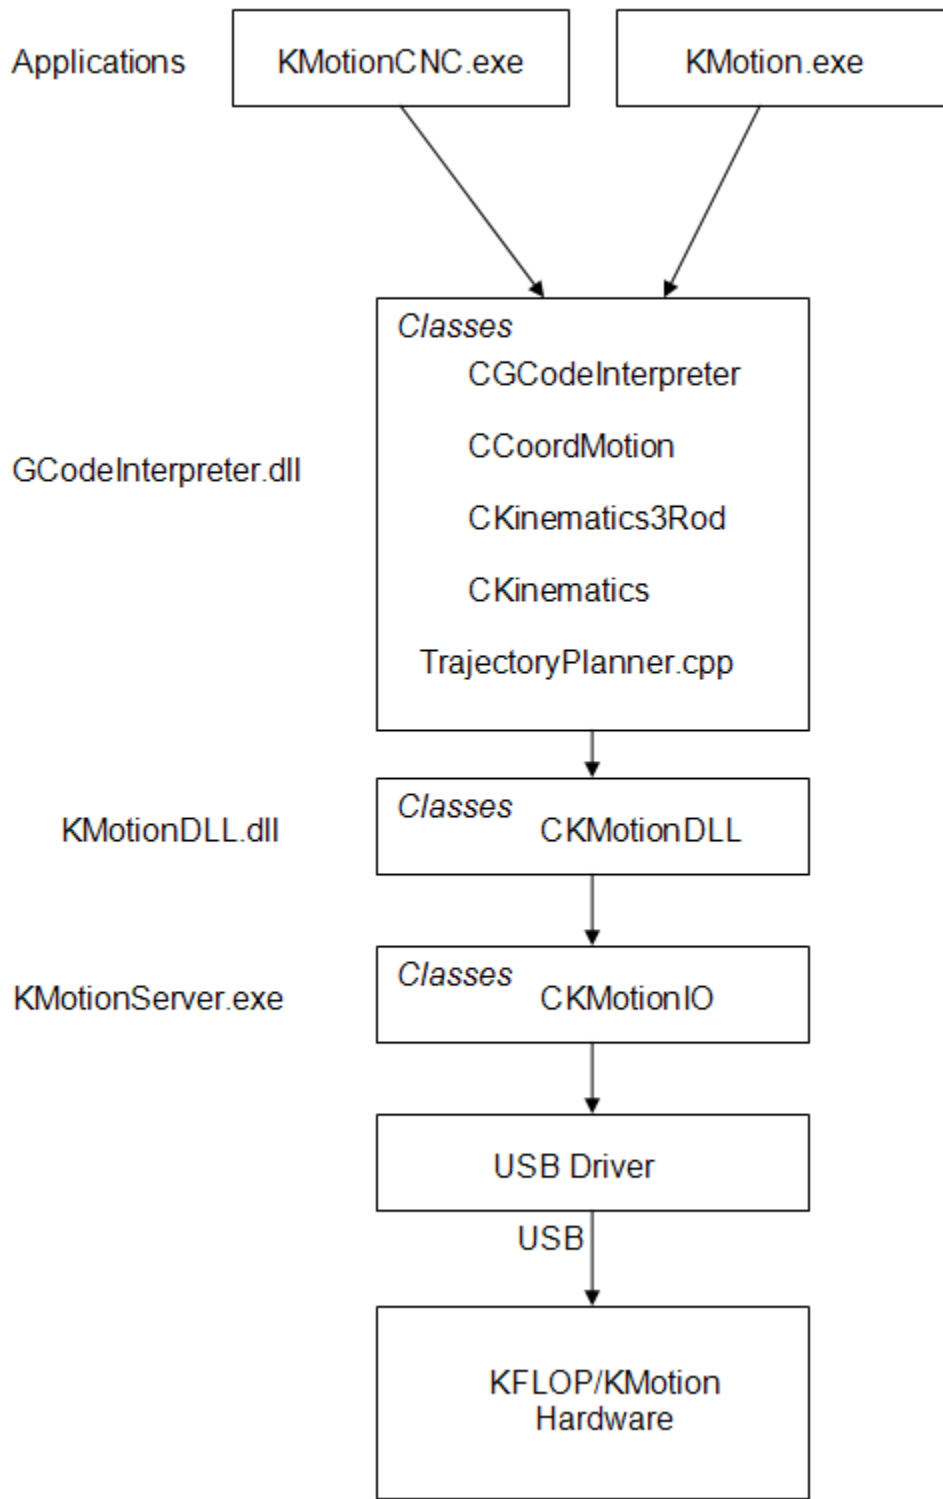 Applications
KMotionCNC.exe
KMotion.exe
Classes
CGCodeInterpreter
CCoordMotion
GCodeInterpreter.dll
CKinematics3Rod
CKinematics
TrajectoryPlanner.cpp
Classes
KMotionDLL.dll
CKMotionDLL
Classes
KMotionServer.exe
CKMotionIO
USB Driver
USB
KFLOP/KMotion
Hardware